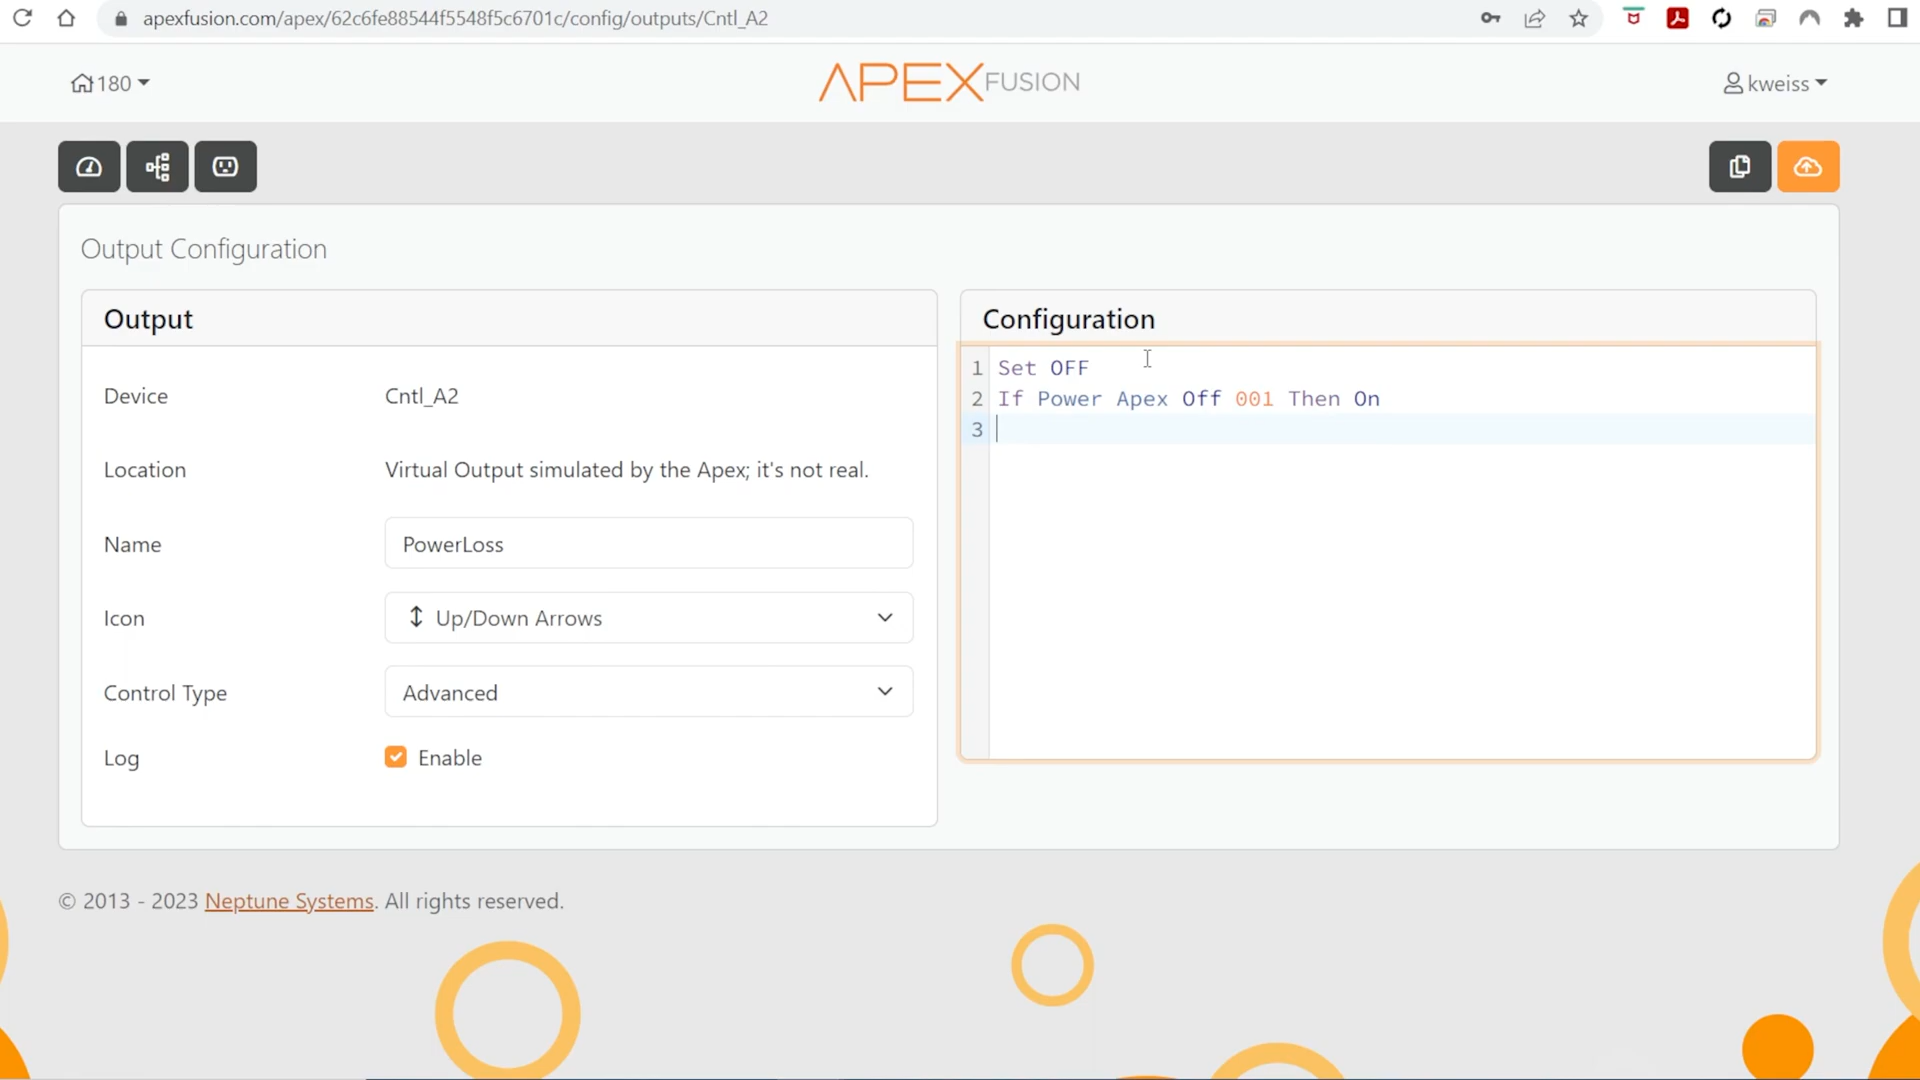 apexfusion.com/apex/62c6fe88544f5548f5c6701c/config/outputs/Cntl_A2
180
APEX FUSION
kweiss
Output Configuration
Output
Device Cntl_A2
Location Virtual Output simulated by the Apex; it's not real.
Name PowerLoss
Icon Up/Down Arrows
Control Type Advanced
Log Enable
Configuration
1 Set OFF
2 If Power Apex Off 001 Then On
3
© 2013 - 2023 Neptune Systems. All rights reserved.